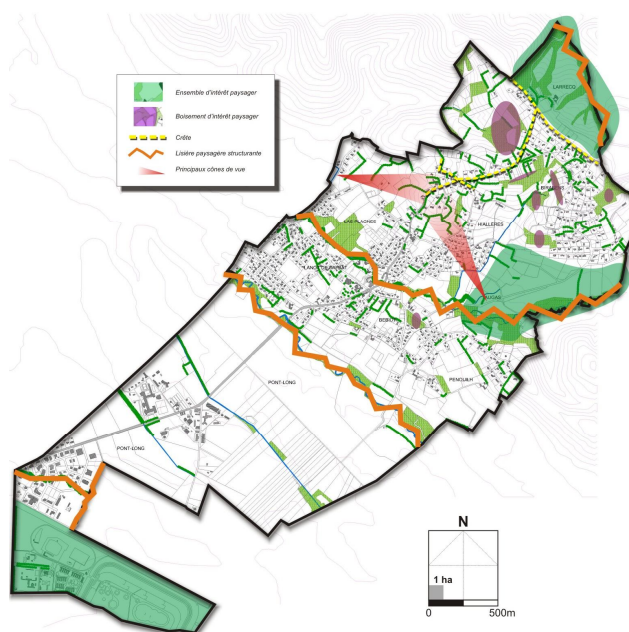 Ensemble d'intérêt paysager
Boisement d'intérêt paysager
Crête
Lisière paysagère structurante
Principaux cônes de vue
LARRECQ
HIALLERES
PONT-LONG
PENOUILH
PONT-LONG
N
1 ha
0
500m